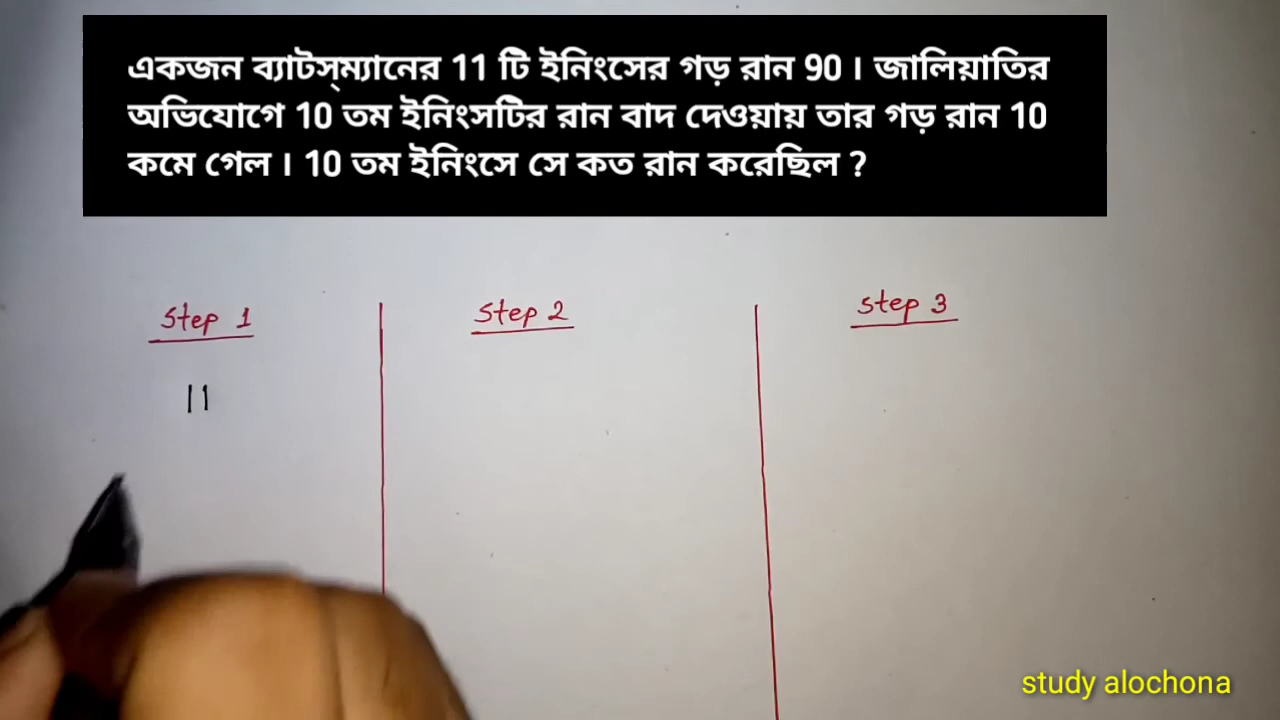 একজন ব্যাটস্‌ম্যানের 11 টি ইনিংসের গড় রান 90 । জালিয়াতির
অভিযোগে 10 তম ইনিংসটির রান বাদ দেওয়ায় তার গড় রান 10
কমে গেল । 10 তম ইনিংসে সে কত রান করেছিল ?
Step 1
Step 2
Step 3
11
study alochona